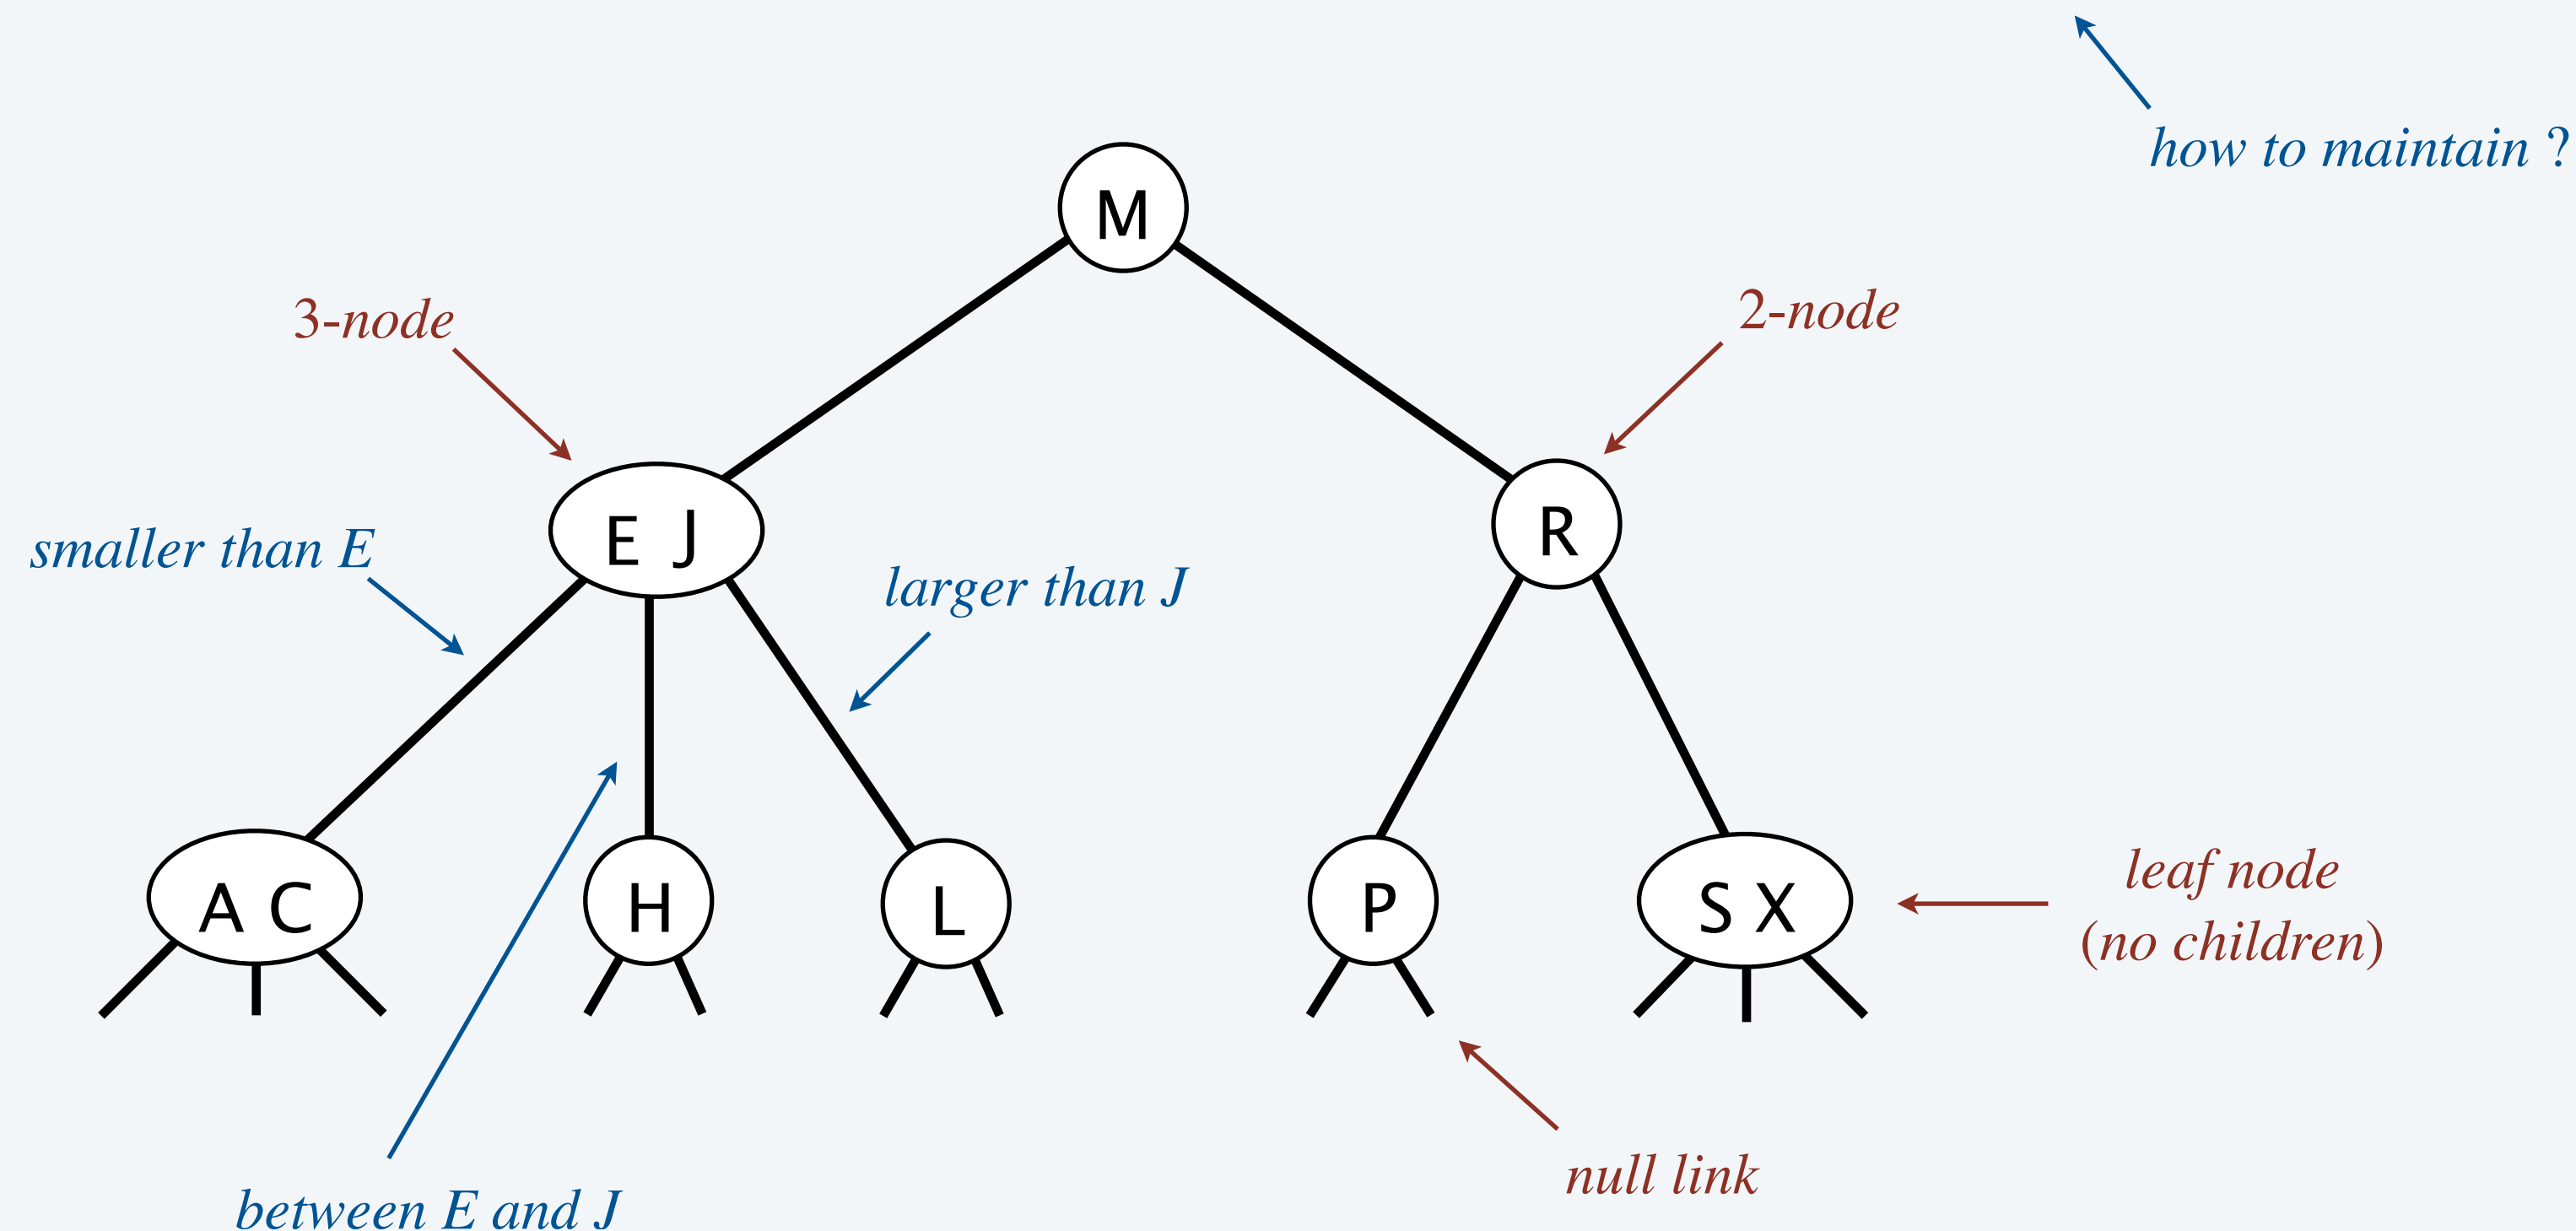 how to maintain ?
M
3-node
2-node
E J
R
smaller than E
larger than J
A C
H
L
P
S X
leaf node
(no children)
null link
between E and J